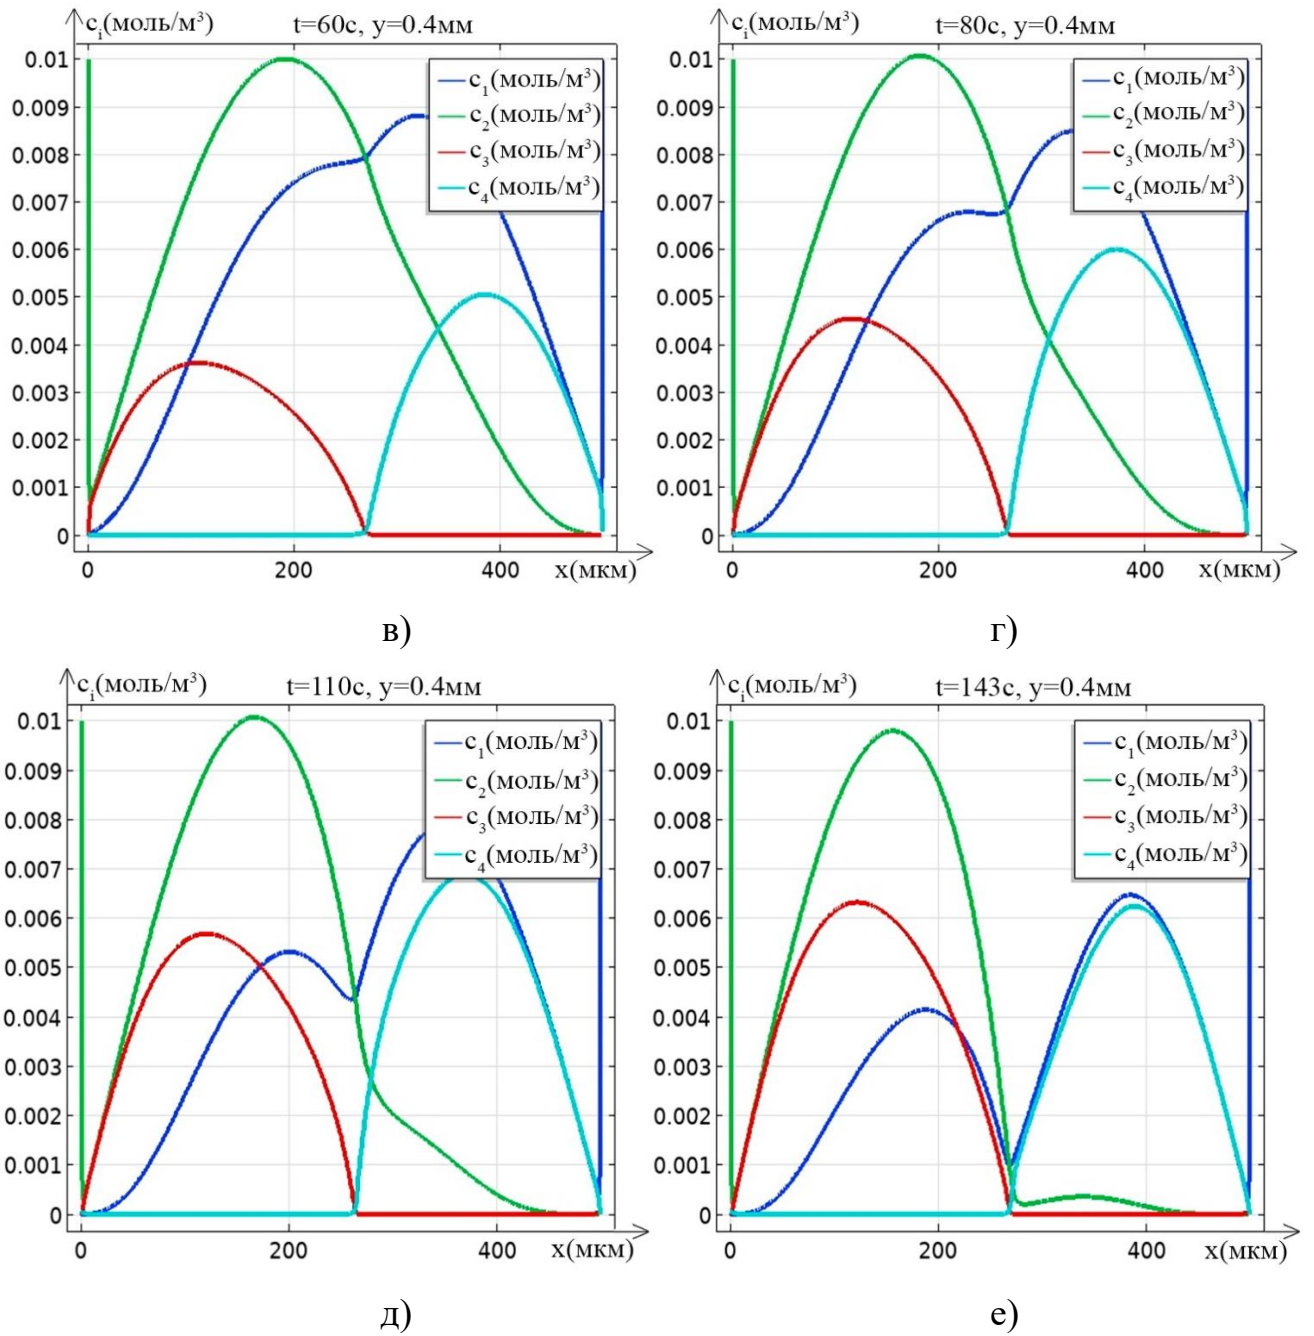 cᵢ(моль/м³) t=60с, y=0.4мм
0.01
0.009
0.008
0.007
0.006
0.005
0.004
0.003
0.002
0.001
0
c₁(моль/м³)
c₂(моль/м³)
c₃(моль/м³)
c₄(моль/м³)
0 200 400 x(мкм)
в)
cᵢ(моль/м³) t=80с, y=0.4мм
0.01
0.009
0.008
0.007
0.006
0.005
0.004
0.003
0.002
0.001
0
c₁(моль/м³)
c₂(моль/м³)
c₃(моль/м³)
c₄(моль/м³)
0 200 400 x(мкм)
г)
cᵢ(моль/м³) t=110с, y=0.4мм
0.01
0.009
0.008
0.007
0.006
0.005
0.004
0.003
0.002
0.001
0
c₁(моль/м³)
c₂(моль/м³)
c₃(моль/м³)
c₄(моль/м³)
0 200 400 x(мкм)
д)
cᵢ(моль/м³) t=143с, y=0.4мм
0.01
0.009
0.008
0.007
0.006
0.005
0.004
0.003
0.002
0.001
0
c₁(моль/м³)
c₂(моль/м³)
c₃(моль/м³)
c₄(моль/м³)
0 200 400 x(мкм)
е)